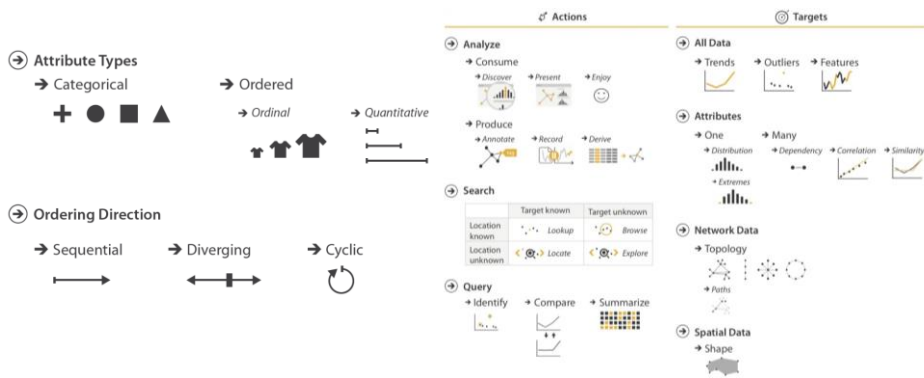 Attribute Types
Categorical
Ordered
Ordinal
Quantitative
Ordering Direction
Sequential
Diverging
Cyclic
Actions
Analyze
Consume
Discover
Present
Enjoy
Produce
Annotate
Record
Derive
Search
Target known
Target unknown
Location known
Lookup
Browse
Location unknown
Locate
Explore
Query
Identify
Compare
Summarize
Targets
All Data
Trends
Outliers
Features
Attributes
One
Many
Distribution
Dependency
Correlation
Similarity
Extremes
Network Data
Topology
Paths
Spatial Data
Shape